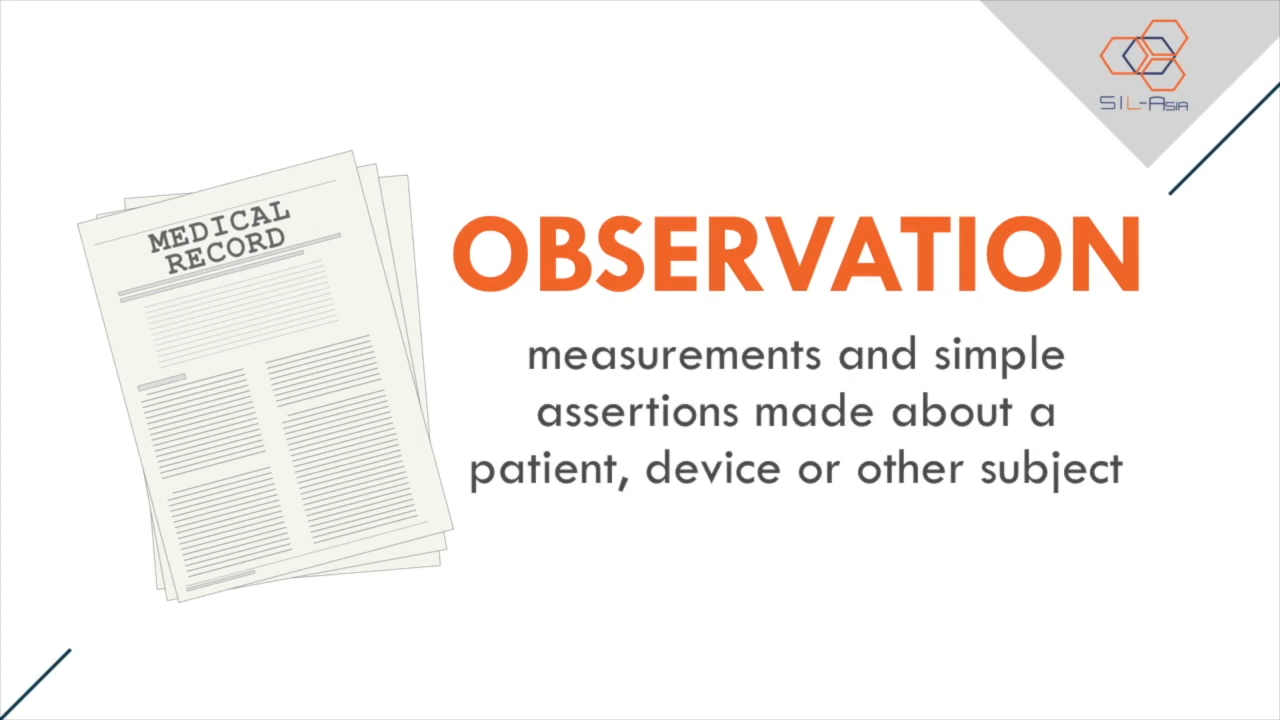 SIL-Asia
MEDICAL
RECORD
OBSERVATION
measurements and simple
assertions made about a
patient, device or other subject